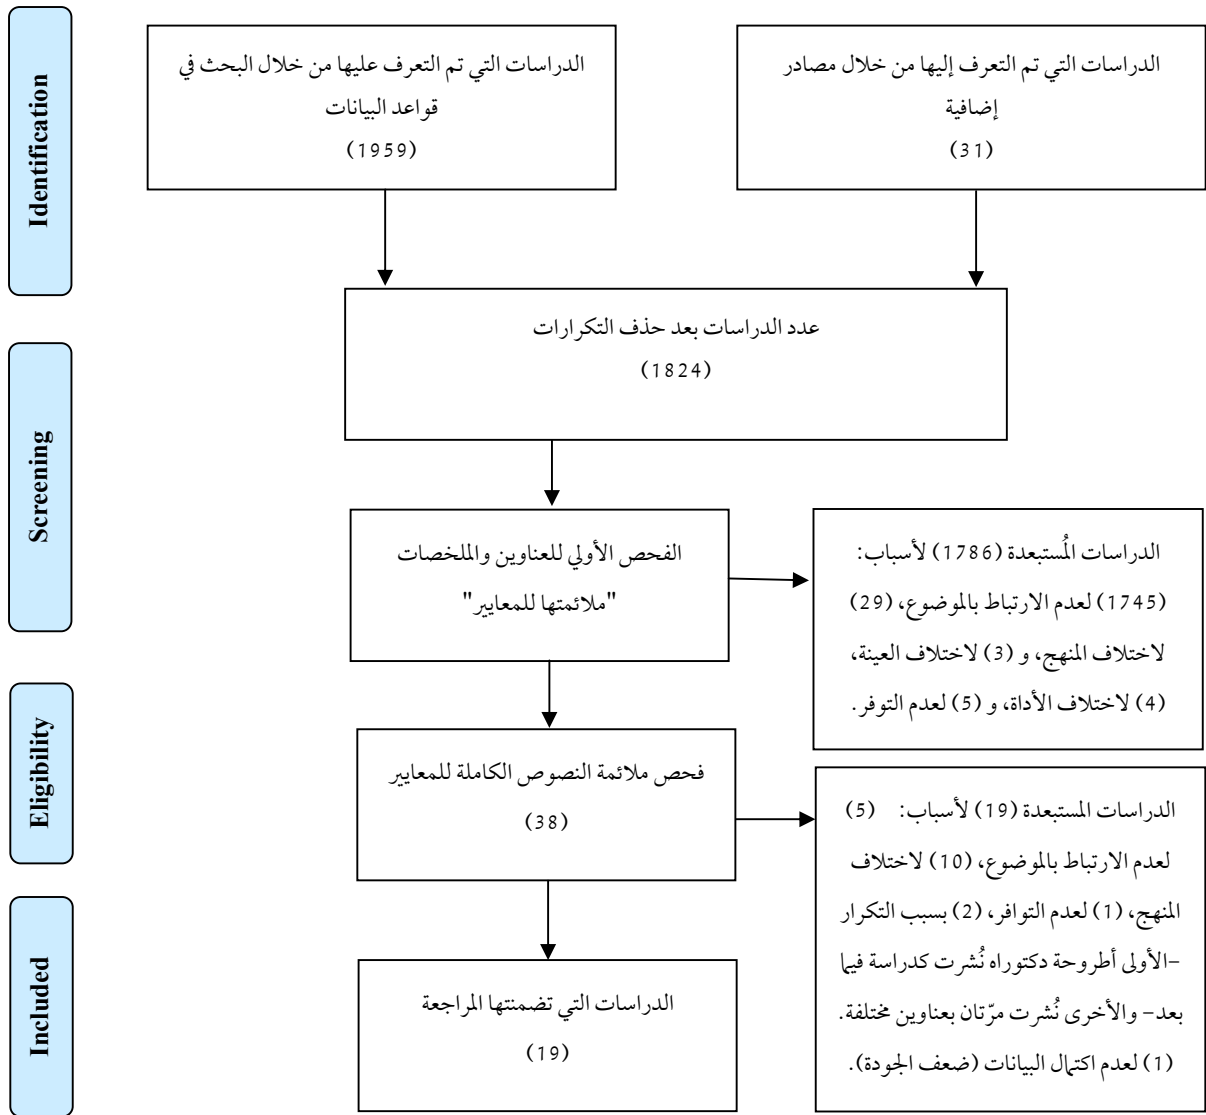 Identification
الدراسات التي تم التعرف إليها من خلال مصادر
إضافية
(31)
الدراسات التي تم التعرف عليها من خلال البحث في
قواعد البيانات
(1959)
عدد الدراسات بعد حذف التكرارات
(1824)
Screening
الفحص الأولي للعناوين والملخصات
"ملائمتها للمعايير"
الدراسات المُستبعدة (1786) لأسباب:
(1745) لعدم الارتباط بالموضوع، (29)
لاختلاف المنهج، و (3) لاختلاف العينة،
(4) لاختلاف الأداة، و (5) لعدم التوفر.
Eligibility
فحص ملائمة النصوص الكاملة للمعايير
(38)
الدراسات المستبعدة (19) لأسباب: (5)
لعدم الارتباط بالموضوع، (10) لاختلاف
المنهج، (1) لعدم التوافر، (2) بسبب التكرار
-الأولى أطروحة دكتوراه نُشرت كدراسة فيما
بعد- والأخرى نُشرت مرّتان بعناوين مختلفة.
(1) لعدم اكتمال البيانات (ضعف الجودة).
Included
الدراسات التي تضمنتها المراجعة
(19)